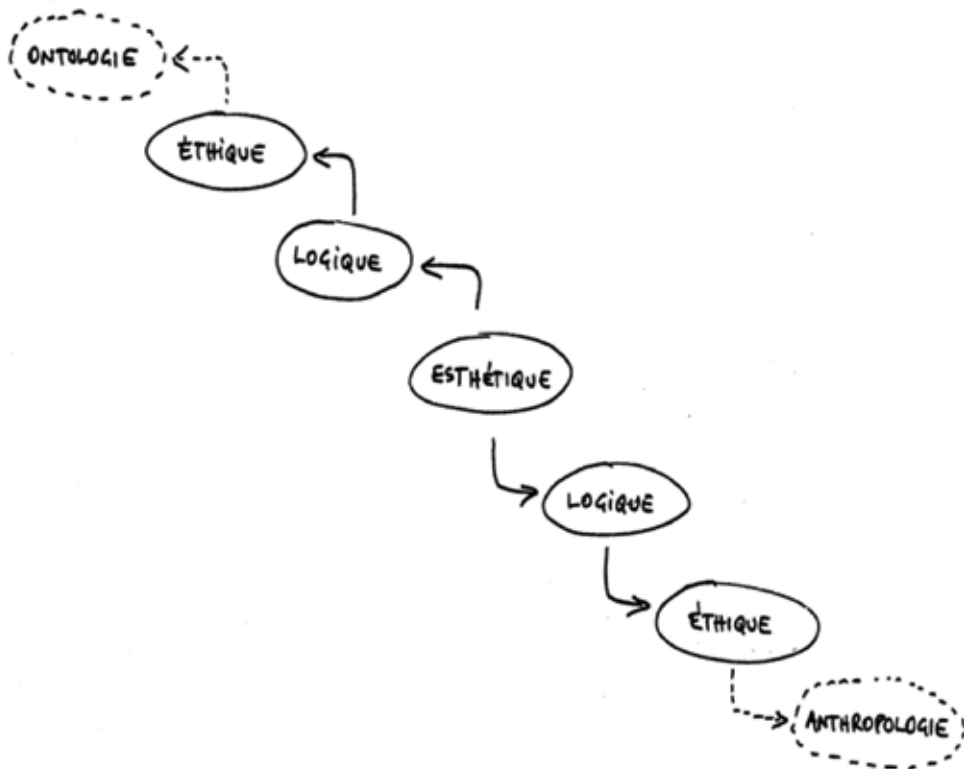 ONTOLOGIE
ÉTHIQUE
LOGIQUE
ESTHÉTIQUE
LOGIQUE
ÉTHIQUE
ANTHROPOLOGIE